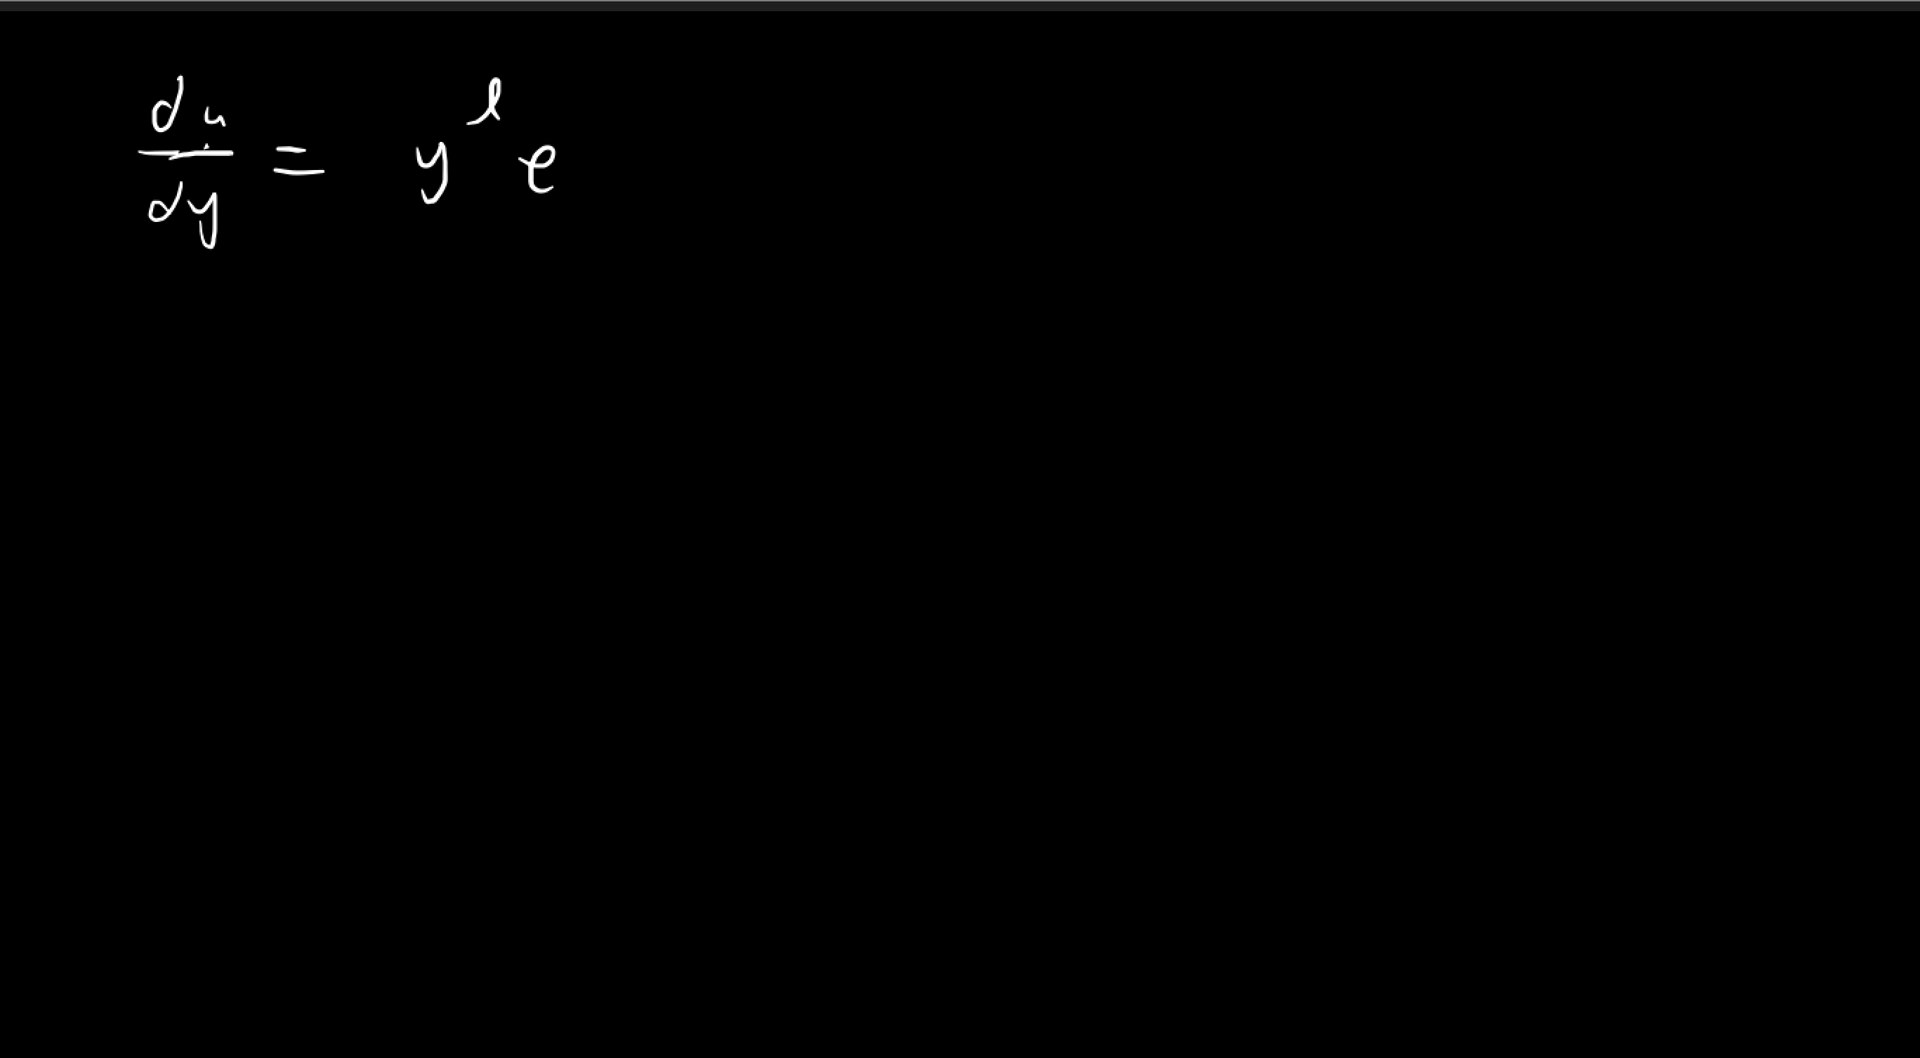 du/dy = y^l e